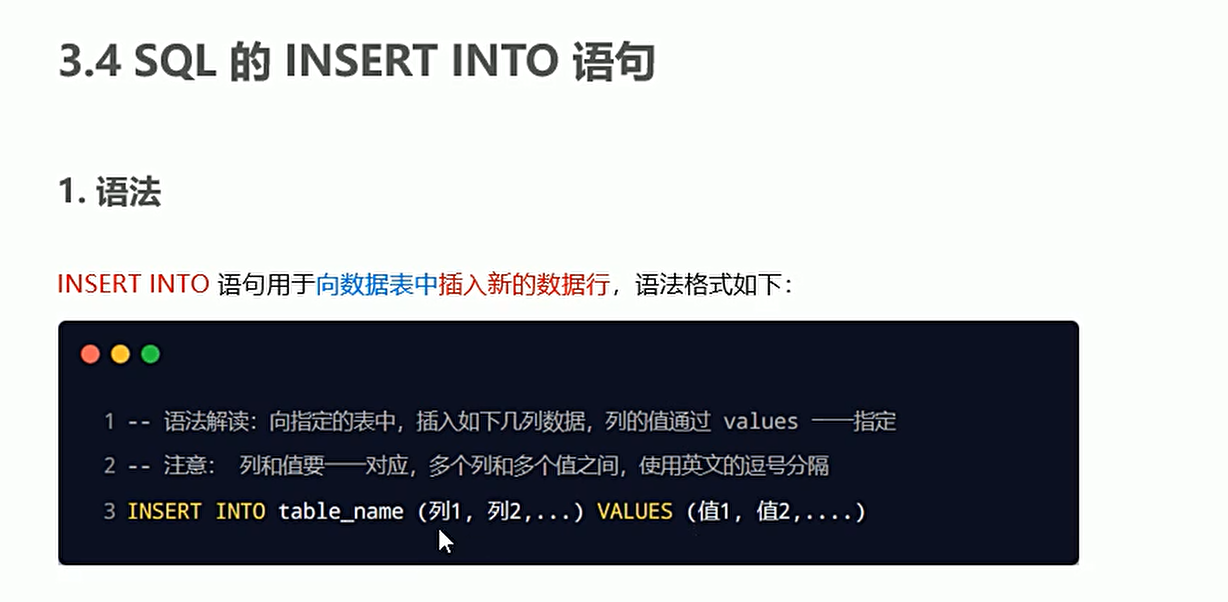 3.4 SQL 的 INSERT INTO 语句
1. 语法
INSERT INTO 语句用于向数据表中插入新的数据行，语法格式如下：
1 -- 语法解读：向指定的表中，插入如下几列数据，列的值通过 values 一一指定
2 -- 注意： 列和值要一一对应，多个列和多个值之间，使用英文的逗号分隔
3 INSERT INTO table_name (列1, 列2,...) VALUES (值1, 值2,....)